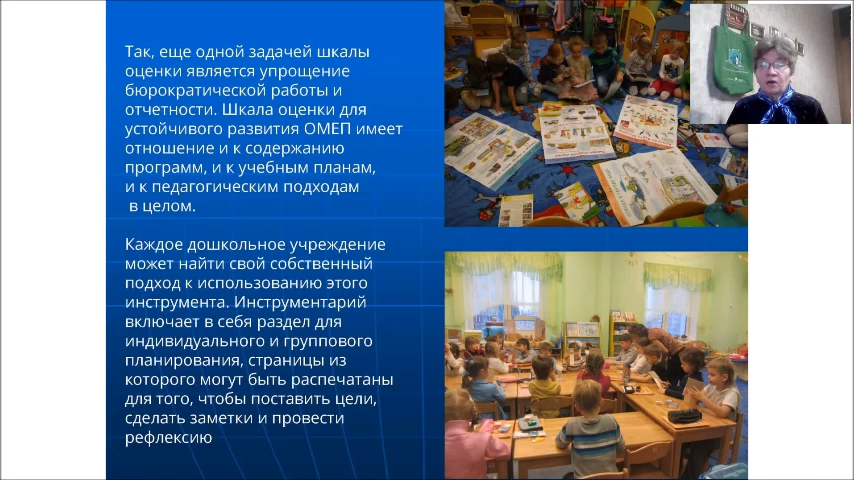 Так, еще одной задачей шкалы
оценки является упрощение
бюрократической работы и
отчетности. Шкала оценки для
устойчивого развития ОМЕП имеет
отношение и к содержанию
программ, и к учебным планам,
и к педагогическим подходам
в целом.
Каждое дошкольное учреждение
может найти свой собственный
подход к использованию этого
инструмента. Инструментарий
включает в себя раздел для
индивидуального и группового
планирования, страницы из
которого могут быть распечатаны
для того, чтобы поставить цели,
сделать заметки и провести
рефлексию